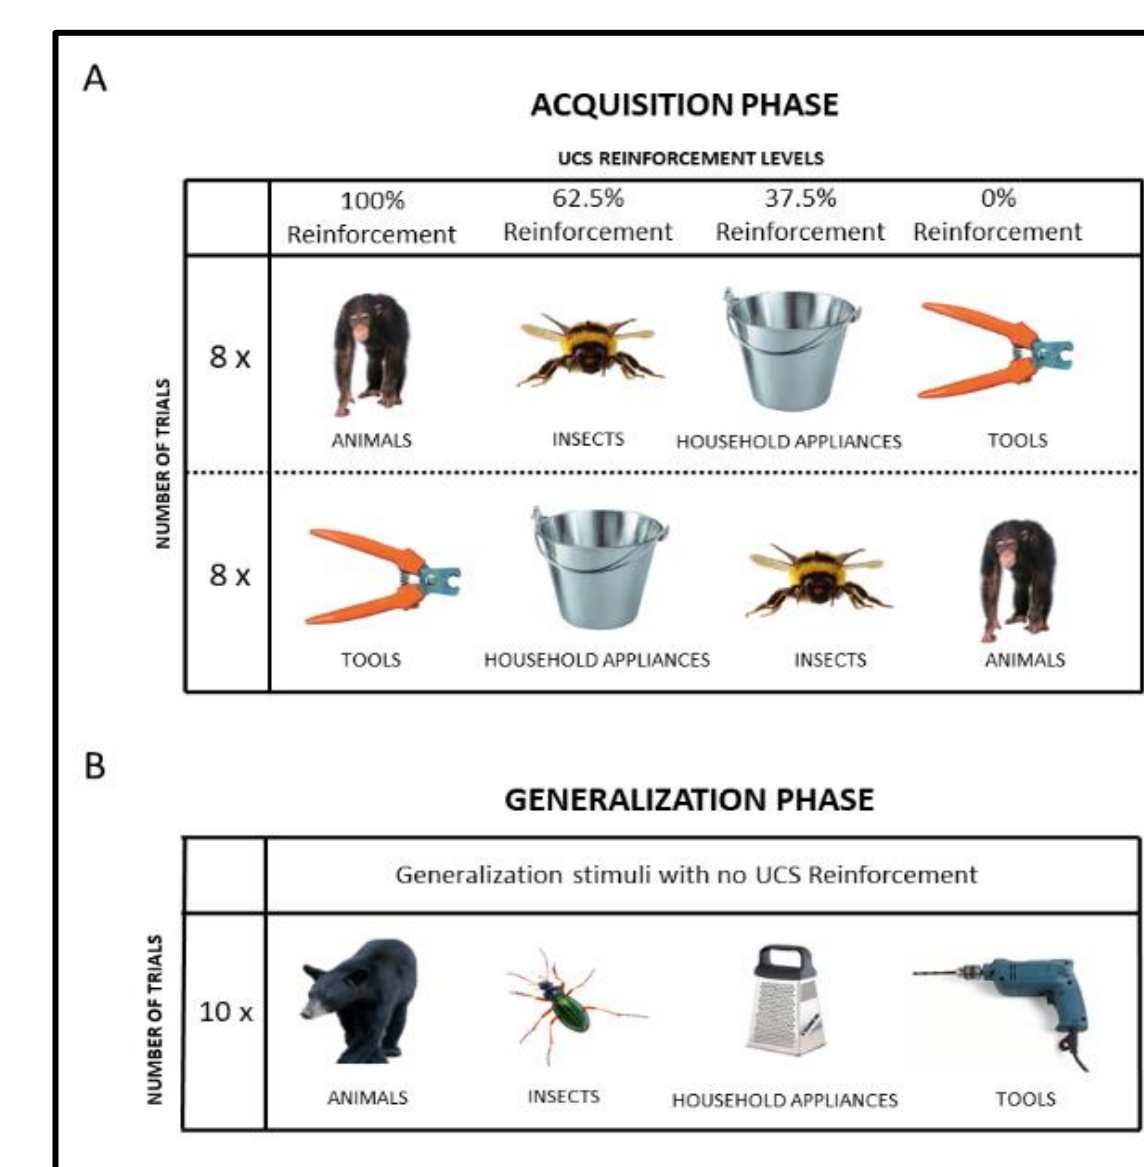 A
ACQUISITION PHASE
UCS REINFORCEMENT LEVELS
100% Reinforcement
62.5% Reinforcement
37.5% Reinforcement
0% Reinforcement
NUMBER OF TRIALS
8 x
ANIMALS
INSECTS
HOUSEHOLD APPLIANCES
TOOLS
8 x
TOOLS
HOUSEHOLD APPLIANCES
INSECTS
ANIMALS
B
GENERALIZATION PHASE
Generalization stimuli with no UCS Reinforcement
NUMBER OF TRIALS
10 x
ANIMALS
INSECTS
HOUSEHOLD APPLIANCES
TOOLS